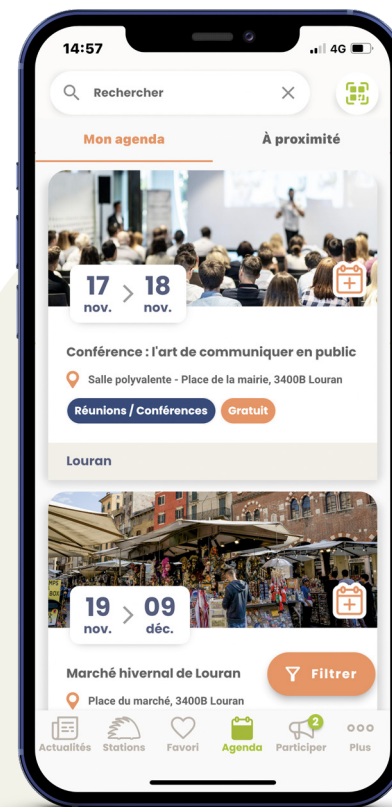 14:57
4G
Rechercher
Mon agenda
À proximité
17 > 18
nov. nov.
Conférence : l'art de communiquer en public
Salle polyvalente - Place de la mairie, 3400B Louran
Réunions / Conférences
Gratuit
Louran
19 > 09
nov. déc.
Marché hivernal de Louran
Filtrer
Place du marché, 3400B Louran
2
Actualités
Stations
Favori
Agenda
Participer
Plus